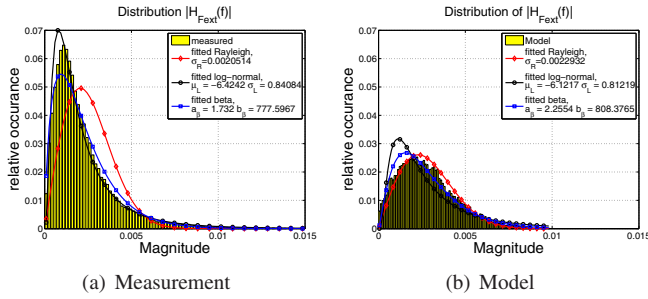 Distribution |H_Fext(f)|
0.07
0.06
0.05
0.04
0.03
0.02
0.01
0
0
0.005
0.01
0.015
relative occurance
Magnitude
measured
fitted Rayleigh,
σ_R=0.0020514
fitted log-normal,
μ_L = -6.4242 σ_L = 0.84084
fitted beta,
a_β = 1.732 b_β = 777.5967
(a) Measurement
Distribution of |H_Fext(f)|
0.07
0.06
0.05
0.04
0.03
0.02
0.01
0
0
0.005
0.01
0.015
relative occurance
Magnitude
Model
fitted Rayleigh,
σ_R=0.0022932
fitted log-normal,
μ_L = -6.1217 σ_L = 0.81219
fitted beta,
a_β = 2.2554 b_β = 808.3765
(b) Model